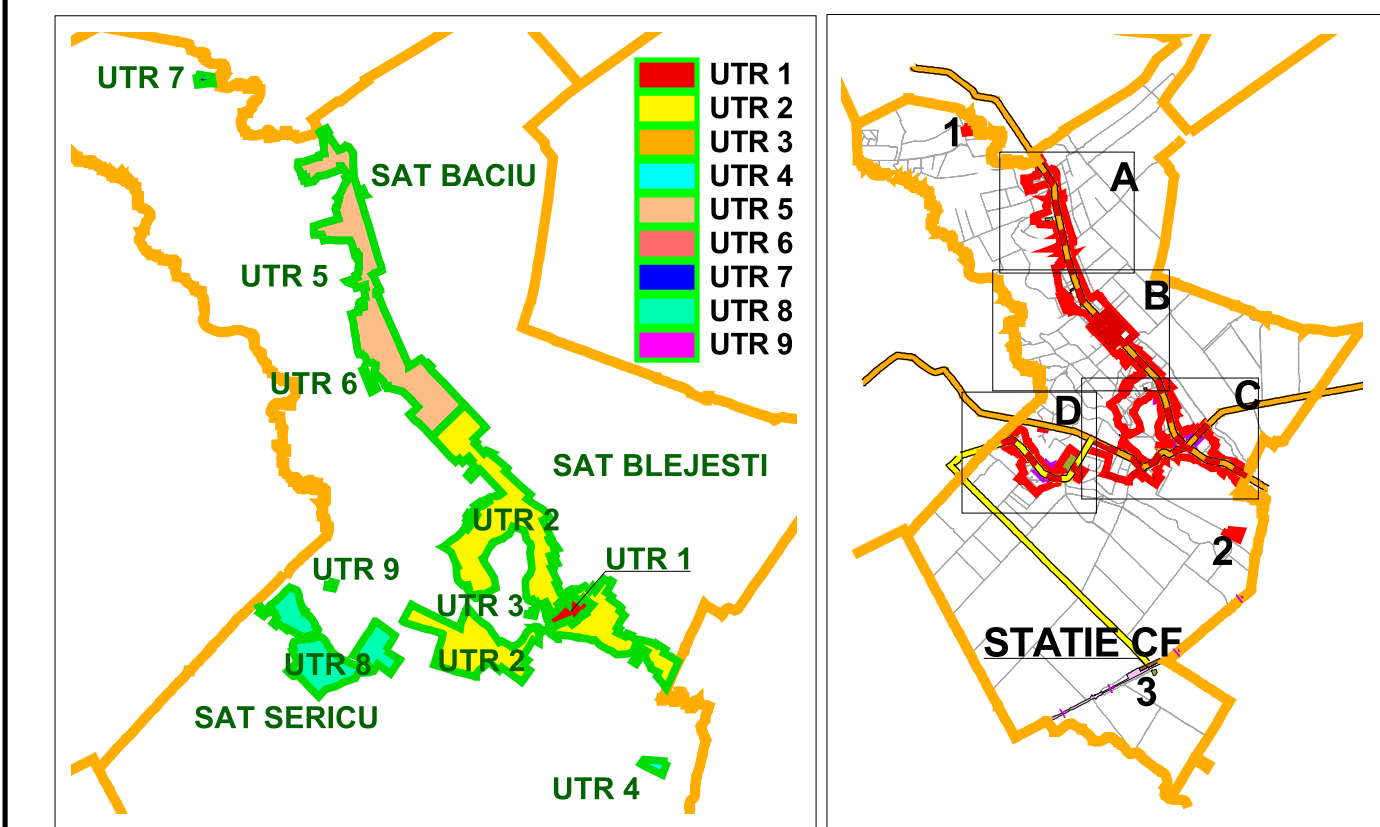 UTR 7
SAT BACIU
UTR 5
UTR 6
SAT BLEJESTI
UTR 2
UTR 1
UTR 9
UTR 3
UTR 2
UTR 8
SAT SERICU
UTR 4
UTR 1
UTR 2
UTR 3
UTR 4
UTR 5
UTR 6
UTR 7
UTR 8
UTR 9
1
A
B
C
D
2
STATIE CF
3